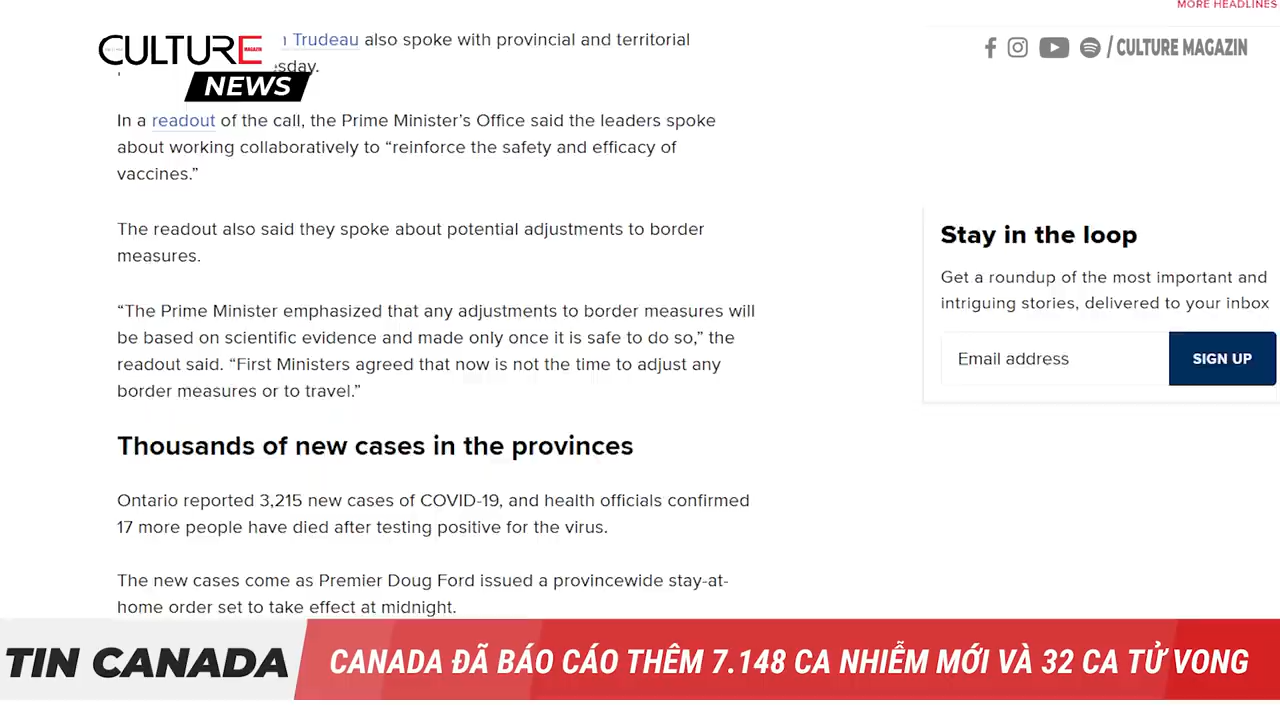 MORE HEADLINES
CULTURE
MAGAZIN
NEWS
/ CULTURE MAGAZIN
Trudeau also spoke with provincial and territorial
In a readout of the call, the Prime Minister’s Office said the leaders spoke
about working collaboratively to “reinforce the safety and efficacy of
vaccines.”
The readout also said they spoke about potential adjustments to border
measures.
“The Prime Minister emphasized that any adjustments to border measures will
be based on scientific evidence and made only once it is safe to do so,” the
readout said. “First Ministers agreed that now is not the time to adjust any
border measures or to travel.”
Thousands of new cases in the provinces
Ontario reported 3,215 new cases of COVID-19, and health officials confirmed
17 more people have died after testing positive for the virus.
The new cases come as Premier Doug Ford issued a provincewide stay-at-
home order set to take effect at midnight.
Stay in the loop
Get a roundup of the most important and
intriguing stories, delivered to your inbox
Email address
SIGN UP
TIN CANADA
CANADA ĐÃ BÁO CÁO THÊM 7.148 CA NHIỄM MỚI VÀ 32 CA TỬ VONG